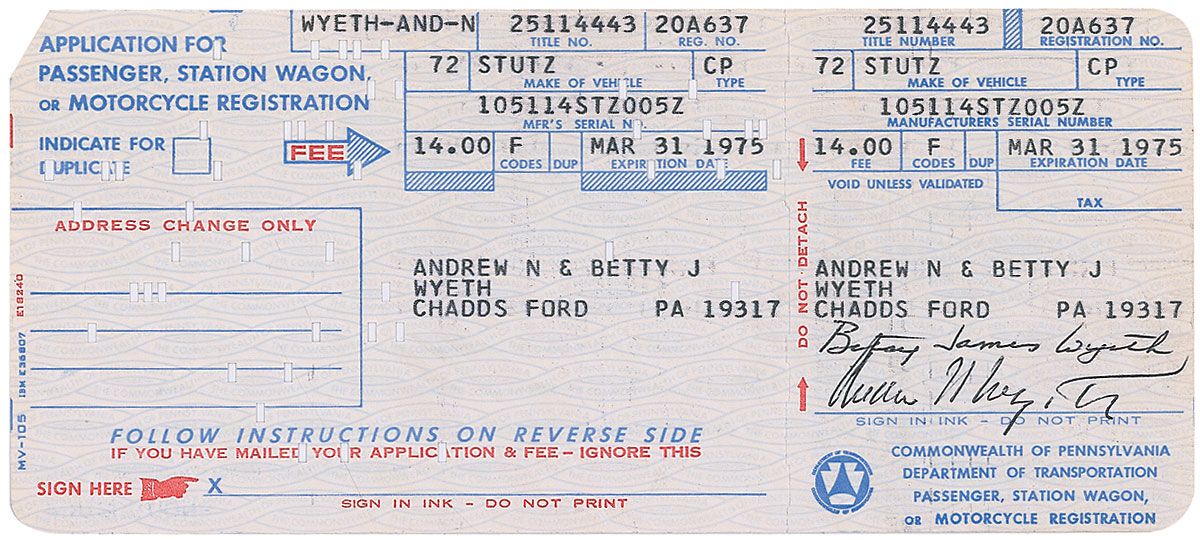 APPLICATION FOR
PASSENGER, STATION WAGON,
OR MOTORCYCLE REGISTRATION
INDICATE FOR
DUPLICATE
FEE
WYETH-AND-N 25114443 20A637
TITLE NO. REG. NO.
72 STUTZ CP
MAKE OF VEHICLE TYPE
105114STZ005Z
MFR'S SERIAL NO.
14.00 F MAR 31 1975
CODES DUP EXPIRATION DATE
ADDRESS CHANGE ONLY
ANDREW N & BETTY J
WYETH
CHADDS FORD PA 19317
MV-105 IBM E36807 E18240
FOLLOW INSTRUCTIONS ON REVERSE SIDE
IF YOU HAVE MAILED YOUR APPLICATION & FEE – IGNORE THIS
SIGN HERE X
SIGN IN INK - DO NOT PRINT
DO NOT DETACH
25114443 20A637
TITLE NUMBER REGISTRATION NO.
72 STUTZ CP
MAKE OF VEHICLE TYPE
105114STZ005Z
MANUFACTURERS SERIAL NUMBER
14.00 F MAR 31 1975
FEE CODES DUP EXPIRATION DATE
VOID UNLESS VALIDATED
TAX
ANDREW N & BETTY J
WYETH
CHADDS FORD PA 19317
Betsy James Wyeth
Andrew N Wyeth
SIGN IN INK - DO NOT PRINT
COMMONWEALTH OF PENNSYLVANIA
DEPARTMENT OF TRANSPORTATION
PASSENGER, STATION WAGON,
OR MOTORCYCLE REGISTRATION